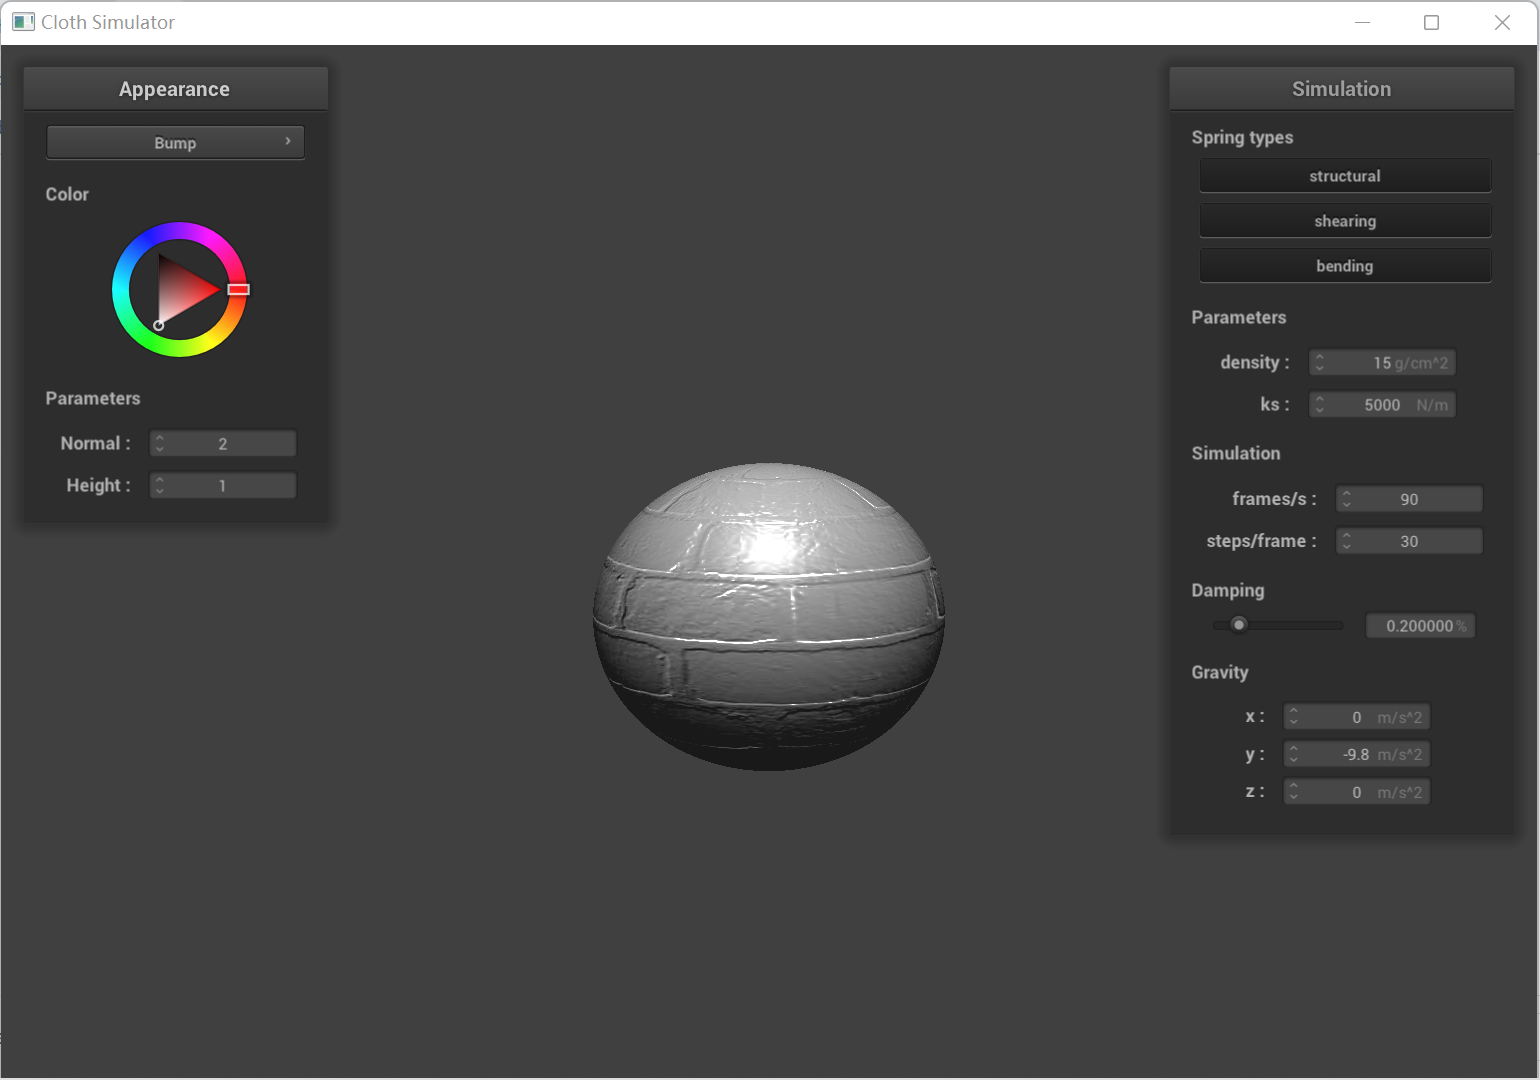 Cloth Simulator
Appearance
Bump
Color
Parameters
Normal : 2
Height : 1
Simulation
Spring types
structural
shearing
bending
Parameters
density : 15 g/cm^2
ks : 5000 N/m
Simulation
frames/s : 90
steps/frame : 30
Damping
0.200000 %
Gravity
x : 0 m/s^2
y : -9.8 m/s^2
z : 0 m/s^2